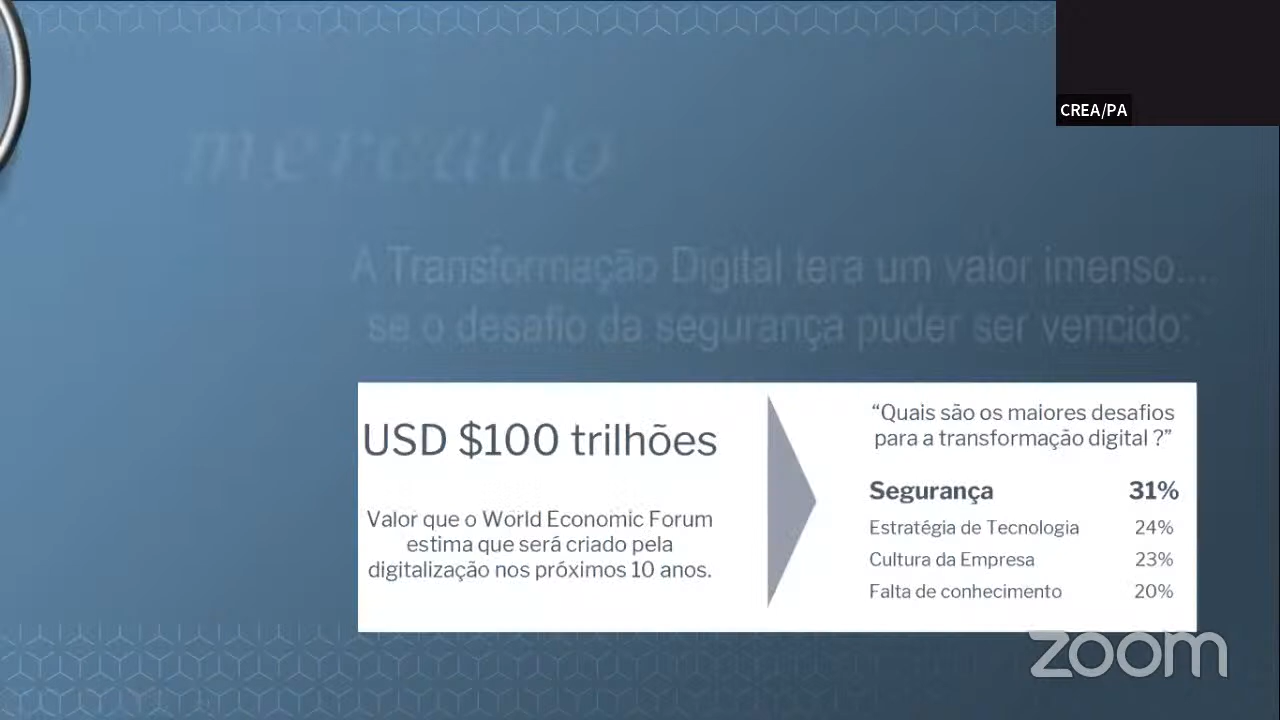 CREA/PA
mercado
A Transformação Digital tera um valor imenso....
se o desafio da segurança puder ser vencido:
USD $100 trilhões
Valor que o World Economic Forum
estima que será criado pela
digitalização nos próximos 10 anos.
“Quais são os maiores desafios
para a transformação digital ?”
Segurança 31%
Estratégia de Tecnologia 24%
Cultura da Empresa 23%
Falta de conhecimento 20%
zoom